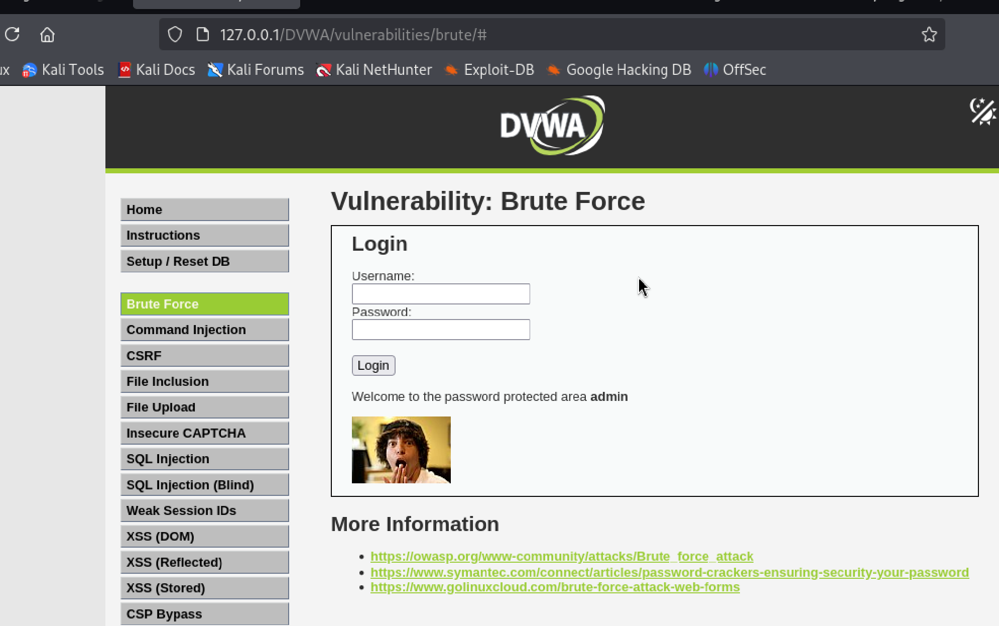 127.0.0.1/DVWA/vulnerabilities/brute/#
ux Kali Tools Kali Docs Kali Forums Kali NetHunter Exploit-DB Google Hacking DB OffSec
DVWA
Home
Instructions
Setup / Reset DB
Brute Force
Command Injection
CSRF
File Inclusion
File Upload
Insecure CAPTCHA
SQL Injection
SQL Injection (Blind)
Weak Session IDs
XSS (DOM)
XSS (Reflected)
XSS (Stored)
CSP Bypass
Vulnerability: Brute Force
Login
Username:
Password:
Login
Welcome to the password protected area admin
More Information
https://owasp.org/www-community/attacks/Brute_force_attack
https://www.symantec.com/connect/articles/password-crackers-ensuring-security-your-password
https://www.golinuxcloud.com/brute-force-attack-web-forms